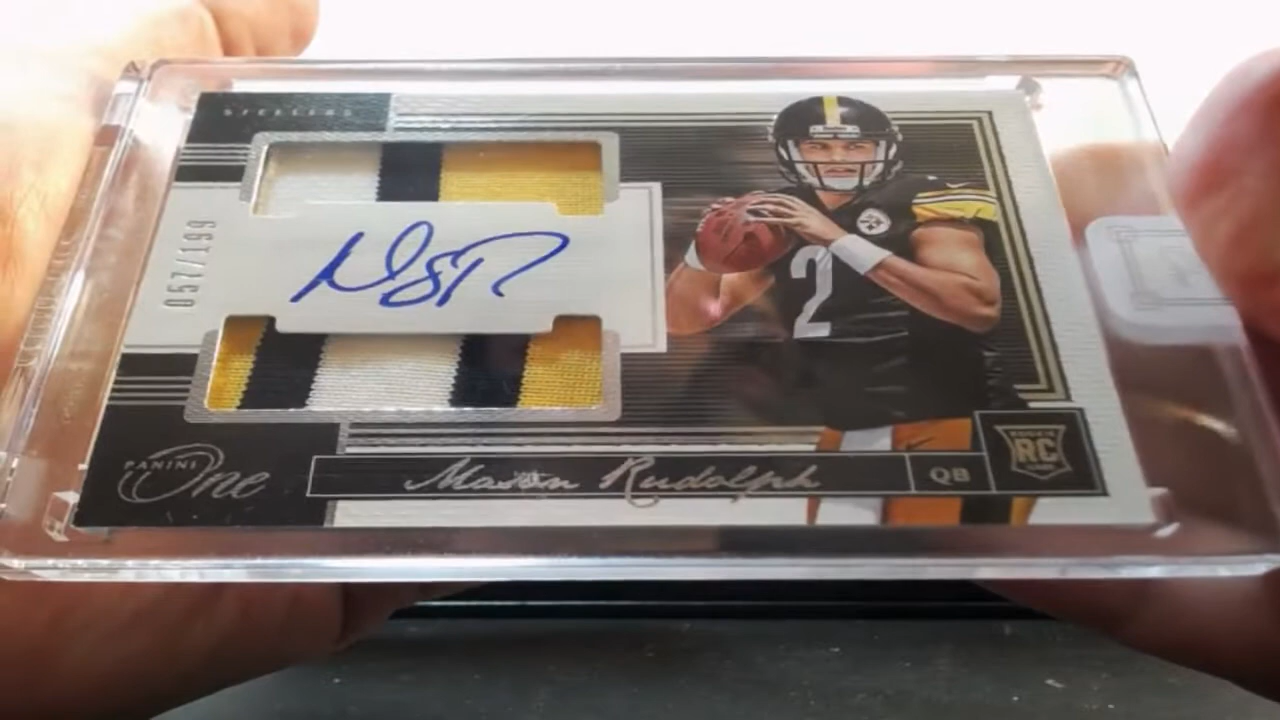 STEELERS
057/199
2
PANINI One
Mason Rudolph
QB
RC